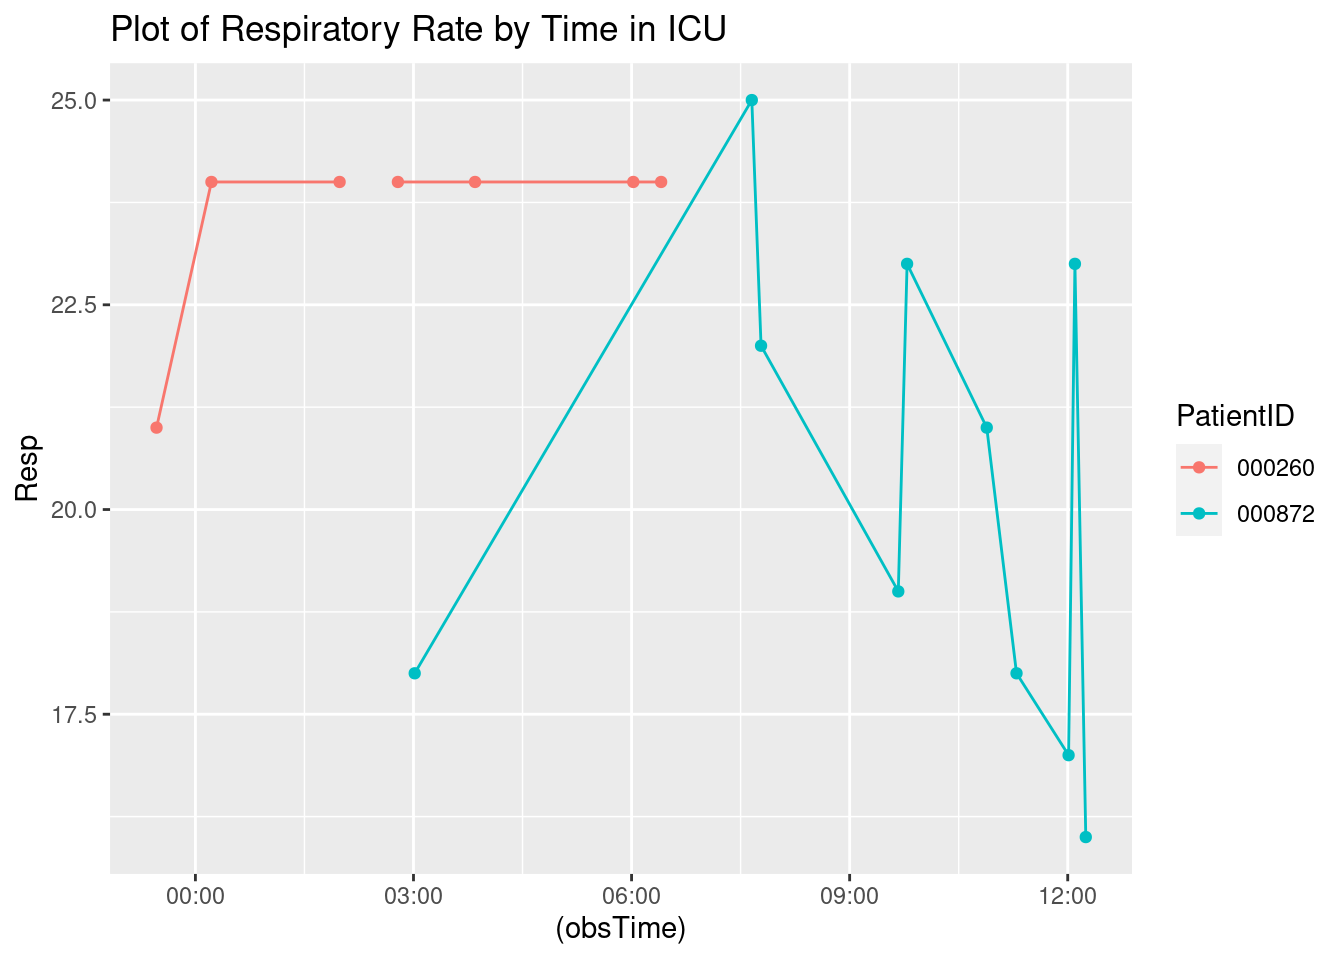 Plot of Respiratory Rate by Time in ICU
25.0
22.5
20.0
17.5
Resp
00:00 03:00 06:00 09:00 12:00
(obsTime)
PatientID
000260
000872